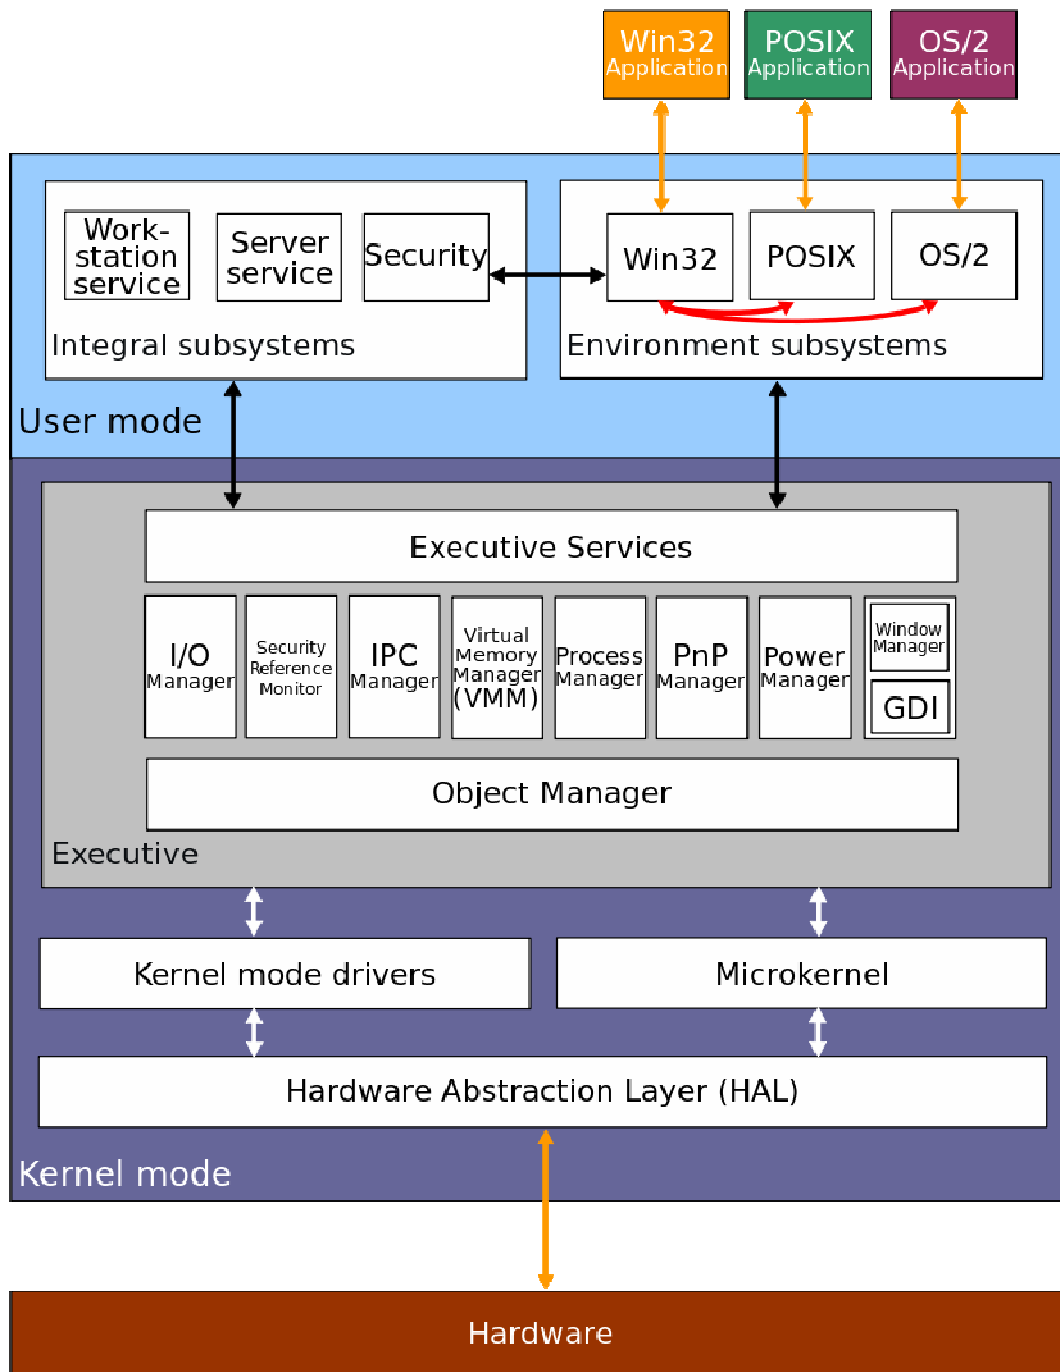 Win32
Application
POSIX
Application
OS/2
Application
Work-
station
service
Server
service
Security
Integral subsystems
Win32
POSIX
OS/2
Environment subsystems
User mode
Executive Services
I/O
Manager
Security
Reference
Monitor
IPC
Manager
Virtual
Memory
Manager
(VMM)
Process
Manager
PnP
Manager
Power
Manager
Window
Manager
GDI
Object Manager
Executive
Kernel mode drivers
Microkernel
Hardware Abstraction Layer (HAL)
Kernel mode
Hardware